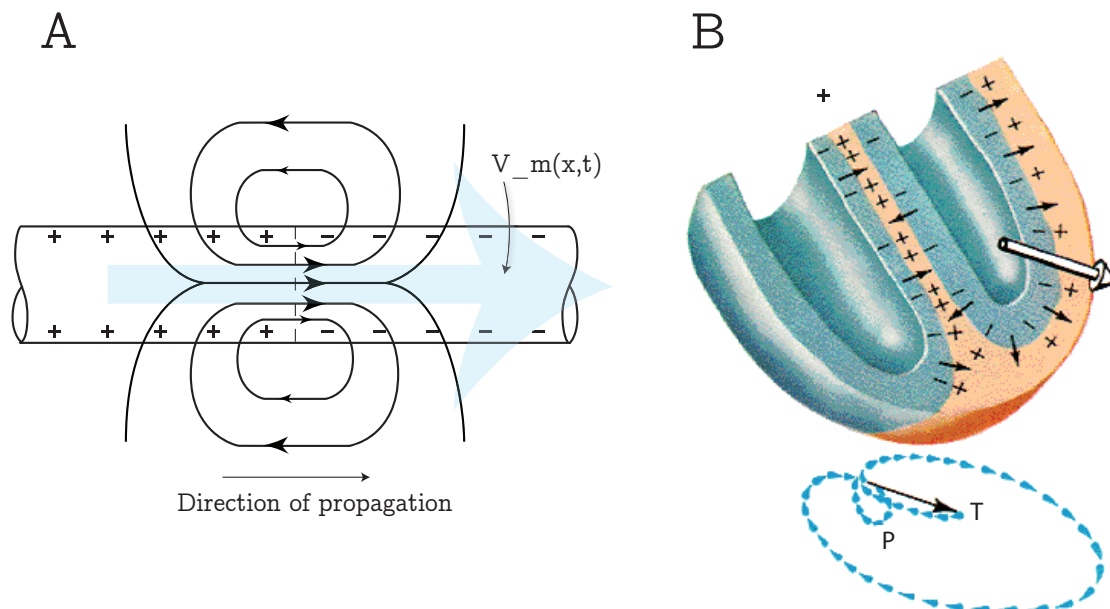 A
B
V_m(x,t)
Direction of propagation
T
P